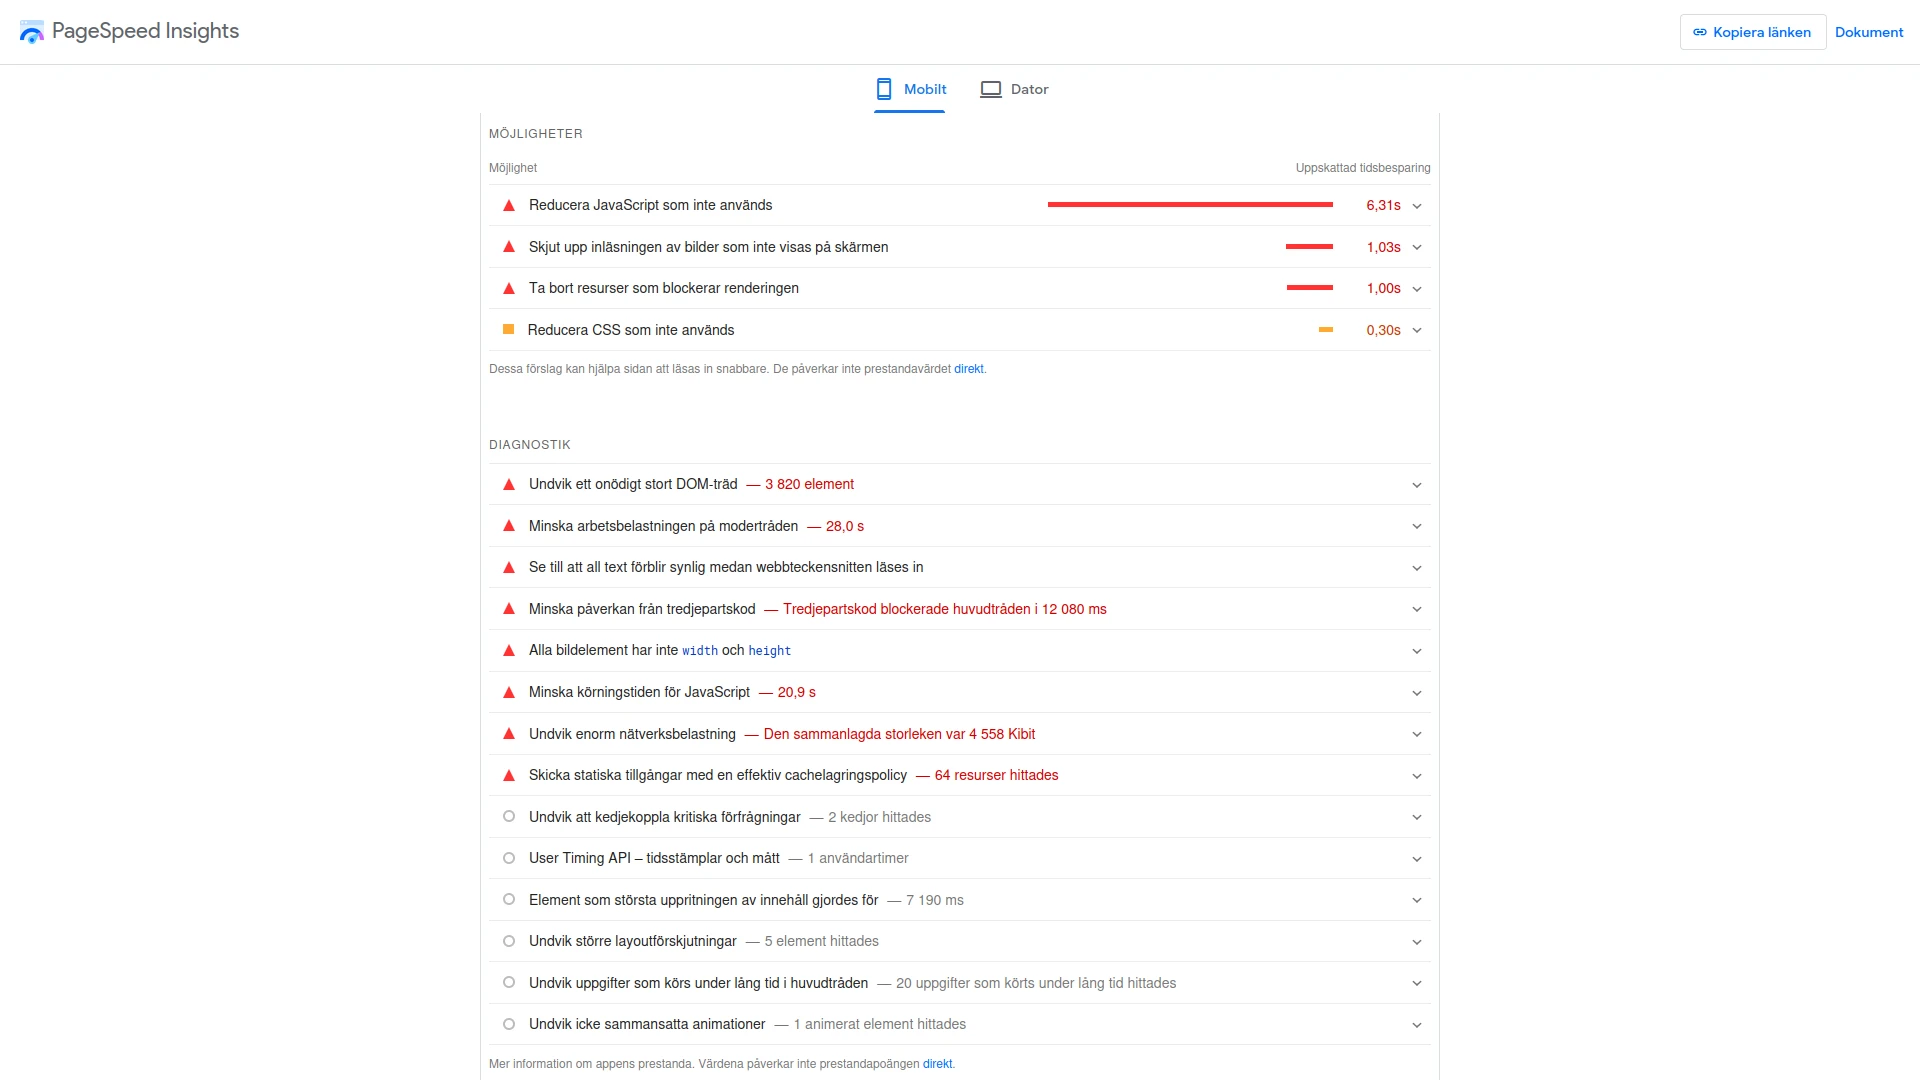 PageSpeed Insights
Kopiera länken
Dokument
Mobilt
Dator
MÖJLIGHETER
Möjlighet Uppskattad tidsbesparing
Reducera JavaScript som inte används 6,31s
Skjut upp inläsningen av bilder som inte visas på skärmen 1,03s
Ta bort resurser som blockerar renderingen 1,00s
Reducera CSS som inte används 0,30s
Dessa förslag kan hjälpa sidan att läsas in snabbare. De påverkar inte prestandavärdet direkt.
DIAGNOSTIK
Undvik ett onödigt stort DOM-träd — 3 820 element
Minska arbetsbelastningen på modertråden — 28,0 s
Se till att all text förblir synlig medan webbteckensnitten läses in
Minska påverkan från tredjepartskod — Tredjepartskod blockerade huvudtråden i 12 080 ms
Alla bildelement har inte width och height
Minska körningstiden för JavaScript — 20,9 s
Undvik enorm nätverksbelastning — Den sammanlagda storleken var 4 558 Kibit
Skicka statiska tillgångar med en effektiv cachelagringspolicy — 64 resurser hittades
Undvik att kedjekoppla kritiska förfrågningar — 2 kedjor hittades
User Timing API – tidsstämplar och mått — 1 användartimer
Element som största uppritningen av innehåll gjordes för — 7 190 ms
Undvik större layoutförskjutningar — 5 element hittades
Undvik uppgifter som körs under lång tid i huvudtråden — 20 uppgifter som körts under lång tid hittades
Undvik icke sammansatta animationer — 1 animerat element hittades
Mer information om appens prestanda. Värdena påverkar inte prestandapoängen direkt.